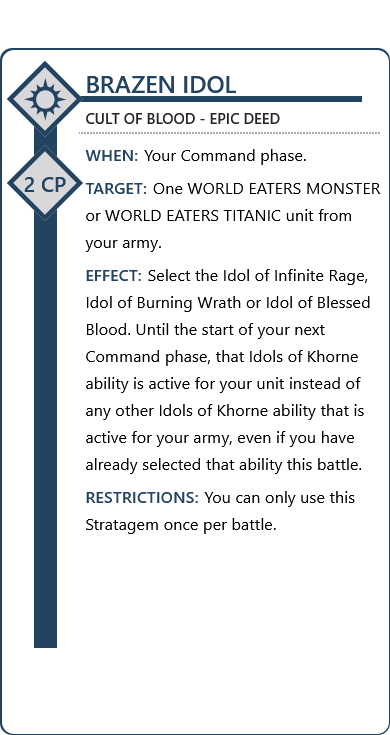 BRAZEN IDOL
CULT OF BLOOD - EPIC DEED
WHEN: Your Command phase.
2 CP
TARGET: One WORLD EATERS MONSTER
or WORLD EATERS TITANIC unit from
your army.
EFFECT: Select the Idol of Infinite Rage,
Idol of Burning Wrath or Idol of Blessed
Blood. Until the start of your next
Command phase, that Idols of Khorne
ability is active for your unit instead of
any other Idols of Khorne ability that is
active for your army, even if you have
already selected that ability this battle.
RESTRICTIONS: You can only use this
Stratagem once per battle.